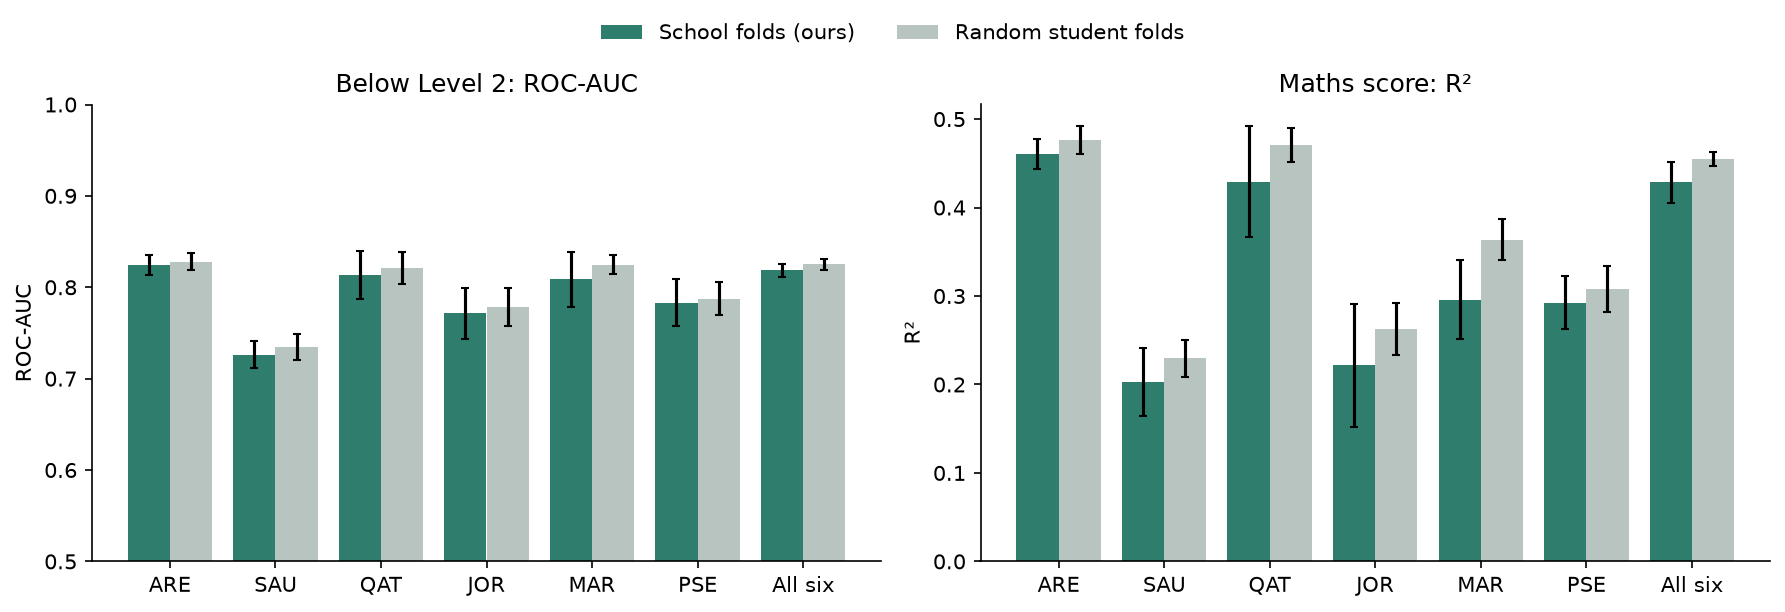 School folds (ours)
Random student folds
Below Level 2: ROC-AUC
ROC-AUC
1.0
0.9
0.8
0.7
0.6
0.5
ARE SAU QAT JOR MAR PSE All six
Maths score: R²
R²
0.5
0.4
0.3
0.2
0.1
0.0
ARE SAU QAT JOR MAR PSE All six